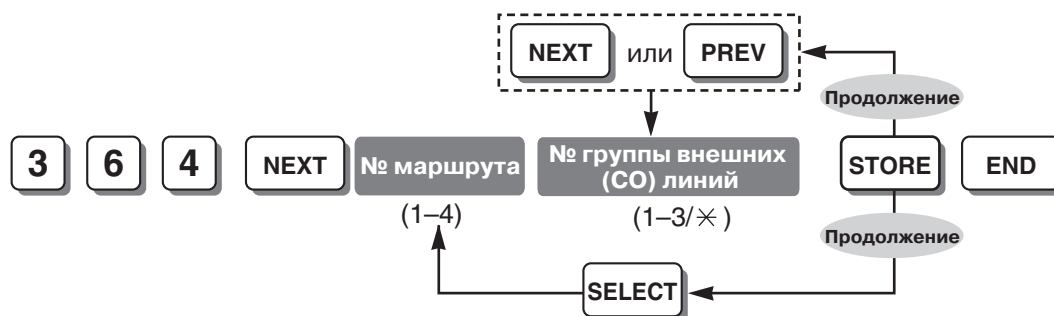 NEXT или PREV
Продолжение
3 6 4 NEXT № маршрута № группы внешних (CO) линий STORE END
(1–4) (1–3/✳)
Продолжение
SELECT